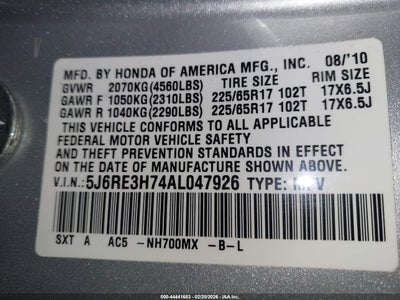 MFD. BY HONDA OF AMERICA MFG., INC. 08/'10
GVWR 2070KG(4560LBS) TIRE SIZE RIM SIZE
GAWR F 1050KG(2310LBS) 225/65R17 102T 17X6.5J
GAWR R 1040KG(2290LBS) 225/65R17 102T 17X6.5J
THIS VEHICLE CONFORMS TO ALL APPLICABLE
FEDERAL MOTOR VEHICLE SAFETY
AND THEFT PREVENTION STANDARDS IN EFFECT
ON THE DATE OF MANUFACTURE SHOWN ABOVE.
V.I.N.: 5J6RE3H74AL047926 TYPE: MPV
SXT A AC5 -NH700MX -B-L
000-44441663 - 02/20/2026 - IAAI.COM